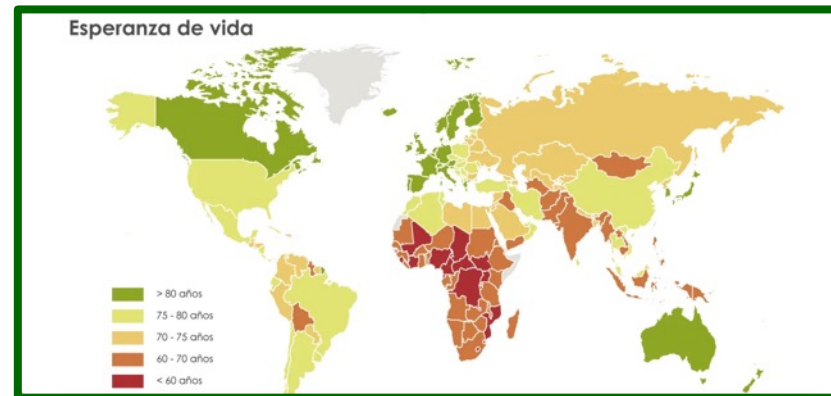 Esperanza de vida
> 80 años
75 - 80 años
70 - 75 años
60 - 70 años
< 60 años